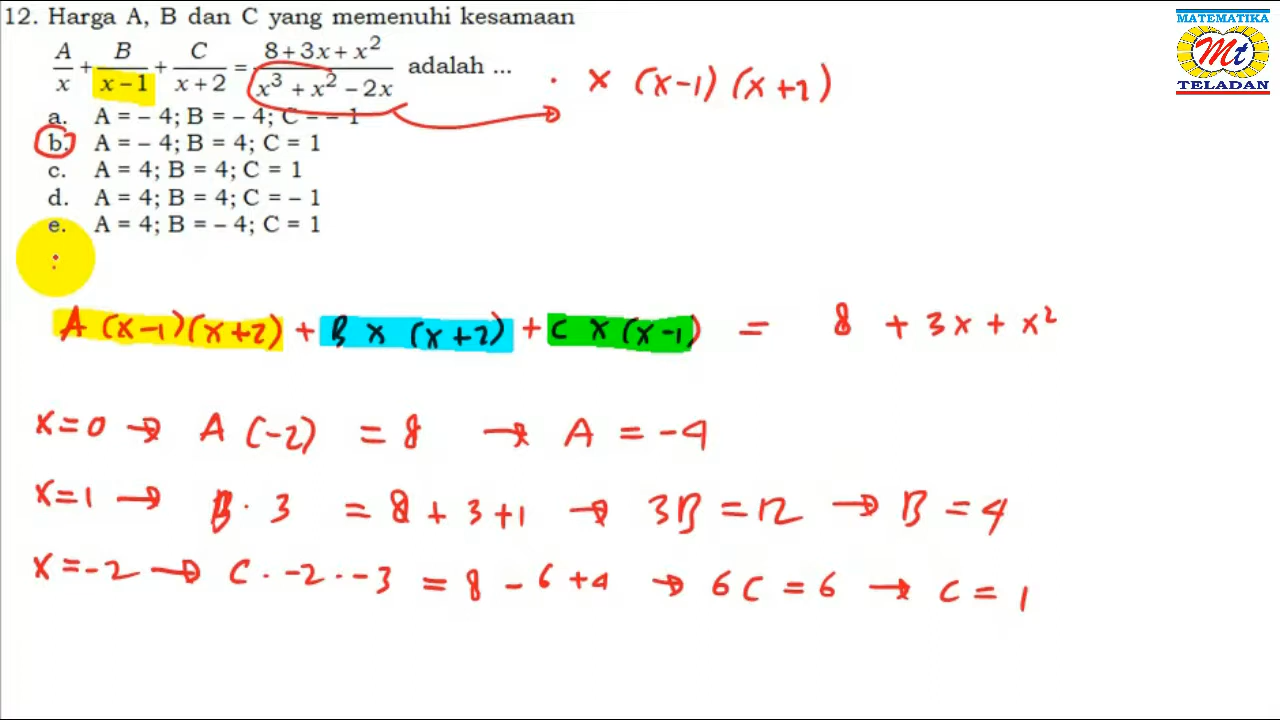 12. Harga A, B dan C yang memenuhi kesamaan
A/x + B/(x – 1) + C/(x + 2) = (8 + 3x + x²)/(x³ + x² – 2x) adalah ...
a. A = – 4; B = – 4; C = – 1
b. A = – 4; B = 4; C = 1
c. A = 4; B = 4; C = 1
d. A = 4; B = 4; C = – 1
e. A = 4; B = – 4; C = 1
x (x-1) (x+2)
MATEMATIKA
Mt
TELADAN
A (x-1)(x+2) + B x (x+2) + C x (x-1) = 8 + 3x + x²
x=0 → A (-2) = 8 → A = -4
x=1 → B . 3 = 8 + 3 + 1 → 3B = 12 → B = 4
x=-2 → C . -2 . -3 = 8 - 6 + 4 → 6C = 6 → C = 1